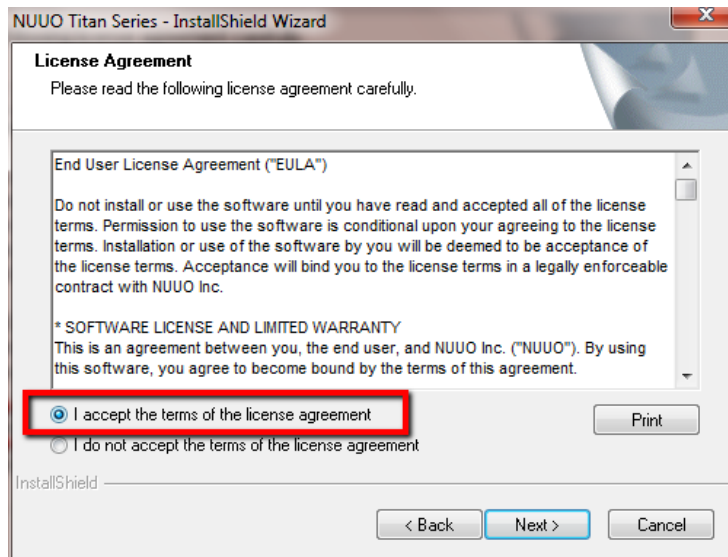 NUUO Titan Series - InstallShield Wizard
License Agreement
Please read the following license agreement carefully.
End User License Agreement ("EULA")
Do not install or use the software until you have read and accepted all of the license
terms. Permission to use the software is conditional upon your agreeing to the license
terms. Installation or use of the software by you will be deemed to be acceptance of
the license terms. Acceptance will bind you to the license terms in a legally enforceable
contract with NUUO Inc.
* SOFTWARE LICENSE AND LIMITED WARRANTY
This is an agreement between you, the end user, and NUUO Inc. ("NUUO"). By using
this software, you agree to become bound by the terms of this agreement.
I accept the terms of the license agreement
Print
I do not accept the terms of the license agreement
InstallShield
< Back Next > Cancel